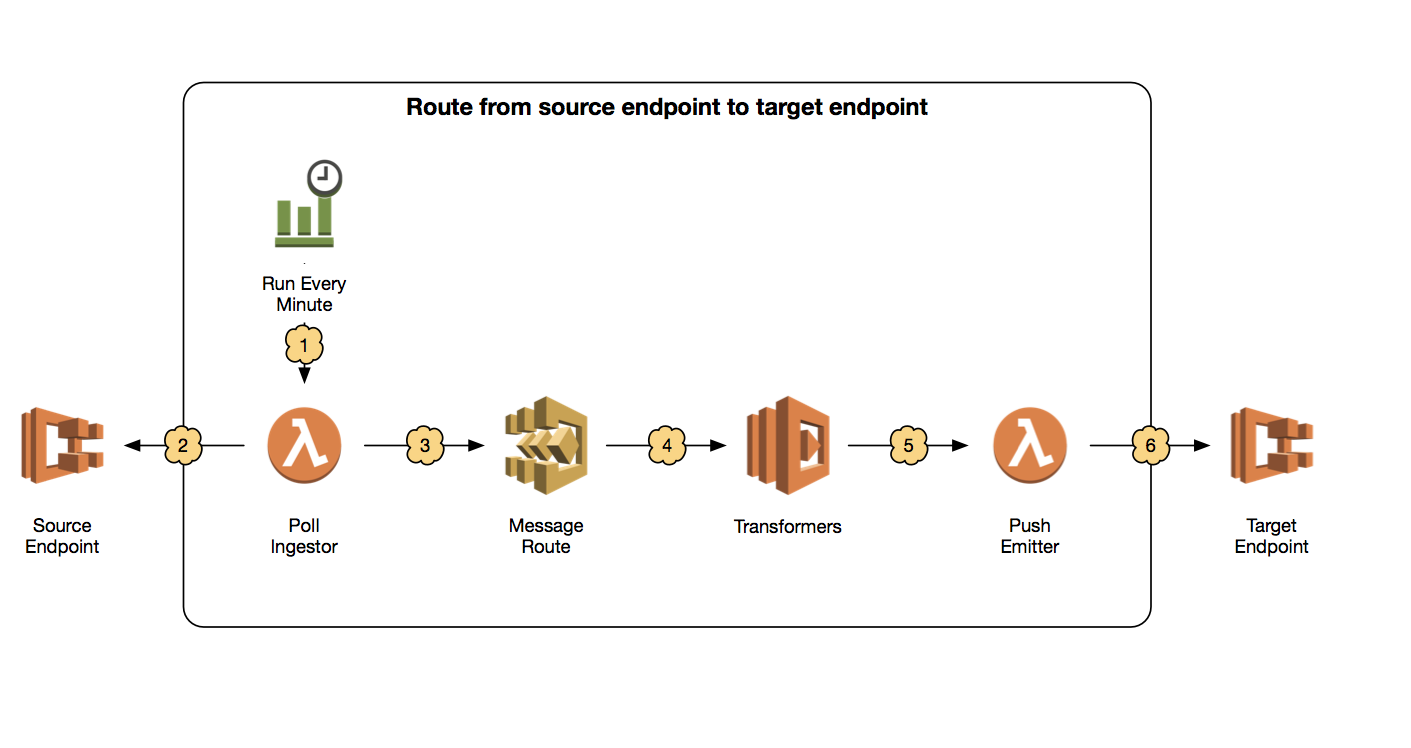 Route from source endpoint to target endpoint
Run Every
Minute
1
2
3
4
5
6
Source
Endpoint
Poll
Ingestor
Message
Route
Transformers
Push
Emitter
Target
Endpoint